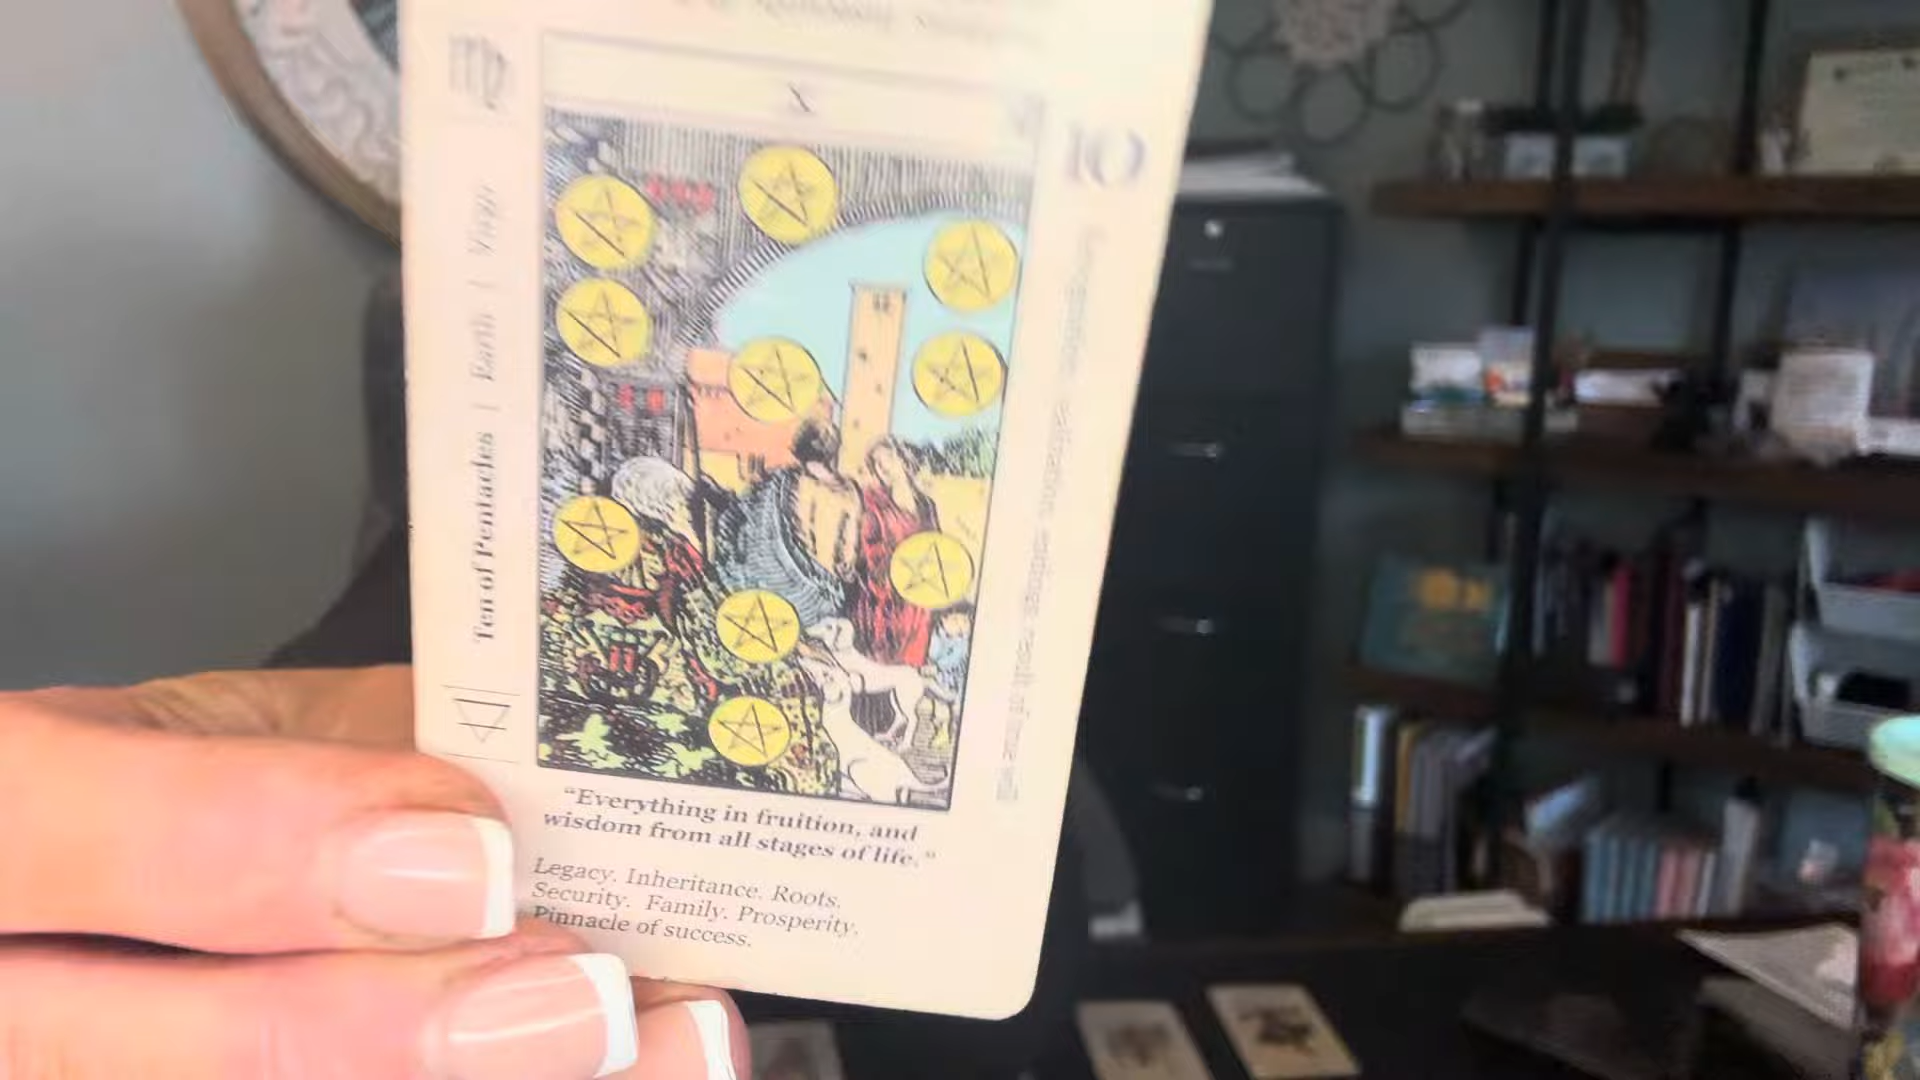 X
10
Ten of Pentacles | Earth | Virgo
“Everything in fruition, and
wisdom from all stages of life.”
Legacy. Inheritance. Roots.
Security. Family. Prosperity.
Pinnacle of success.